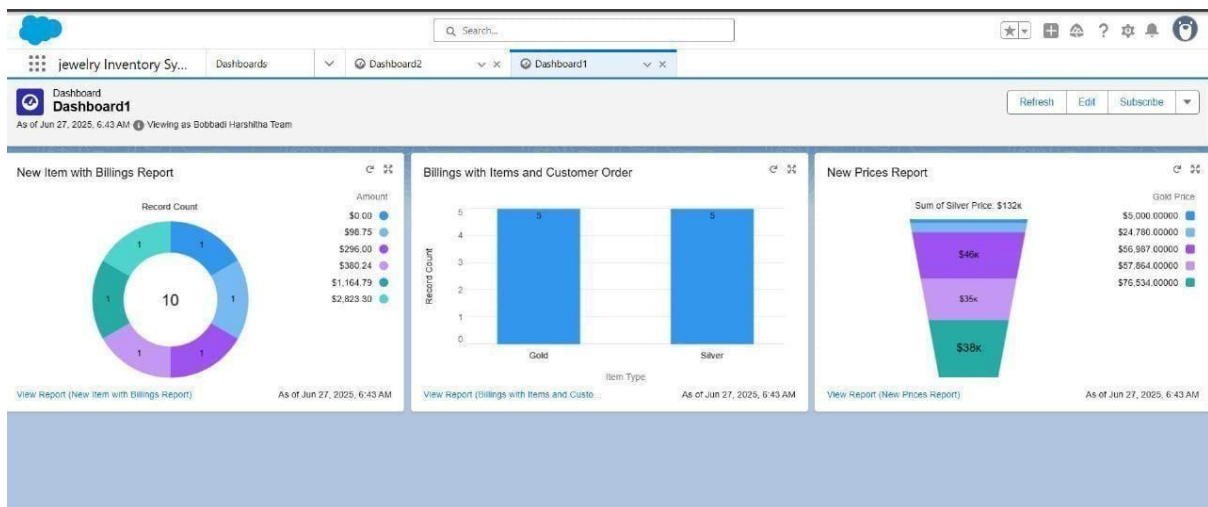 Search...
jewelry Inventory Sy... Dashboards Dashboard2 Dashboard1
Dashboard
Dashboard1
As of Jun 27, 2025, 6:43 AM Viewing as Bobbadi Harshitha Team
Refresh Edit Subscribe
New Item with Billings Report
Record Count
Amount
$0.00
$98.75
$296.00
$380.24
$1,164.79
$2,823.30
1 1
1 10 1
1 1
View Report (New Item with Billings Report) As of Jun 27, 2025, 6:43 AM
Billings with Items and Customer Order
Record Count
5
4
3
2
1
0
5 5
Gold Silver
Item Type
View Report (Billings with Items and Custo... As of Jun 27, 2025, 6:43 AM
New Prices Report
Sum of Silver Price: $132K
Gold Price
$5,000.00000
$24,780.00000
$56,987.00000
$57,864.00000
$76,534.00000
$46K
$35K
$38K
View Report (New Prices Report) As of Jun 27, 2025, 6:43 AM